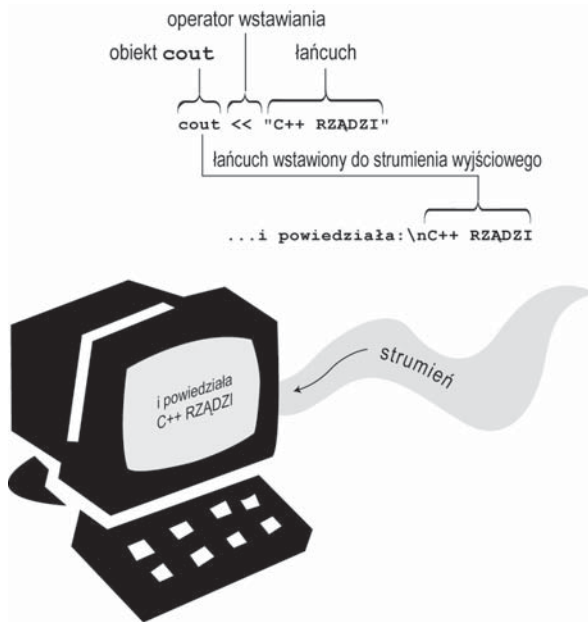 operator wstawiania
obiekt cout
łańcuch
cout << "C++ RZĄDZI"
łańcuch wstawiony do strumienia wyjściowego
...i powiedziała:\nC++ RZĄDZI
strumień
i powiedziała
C++ RZĄDZI